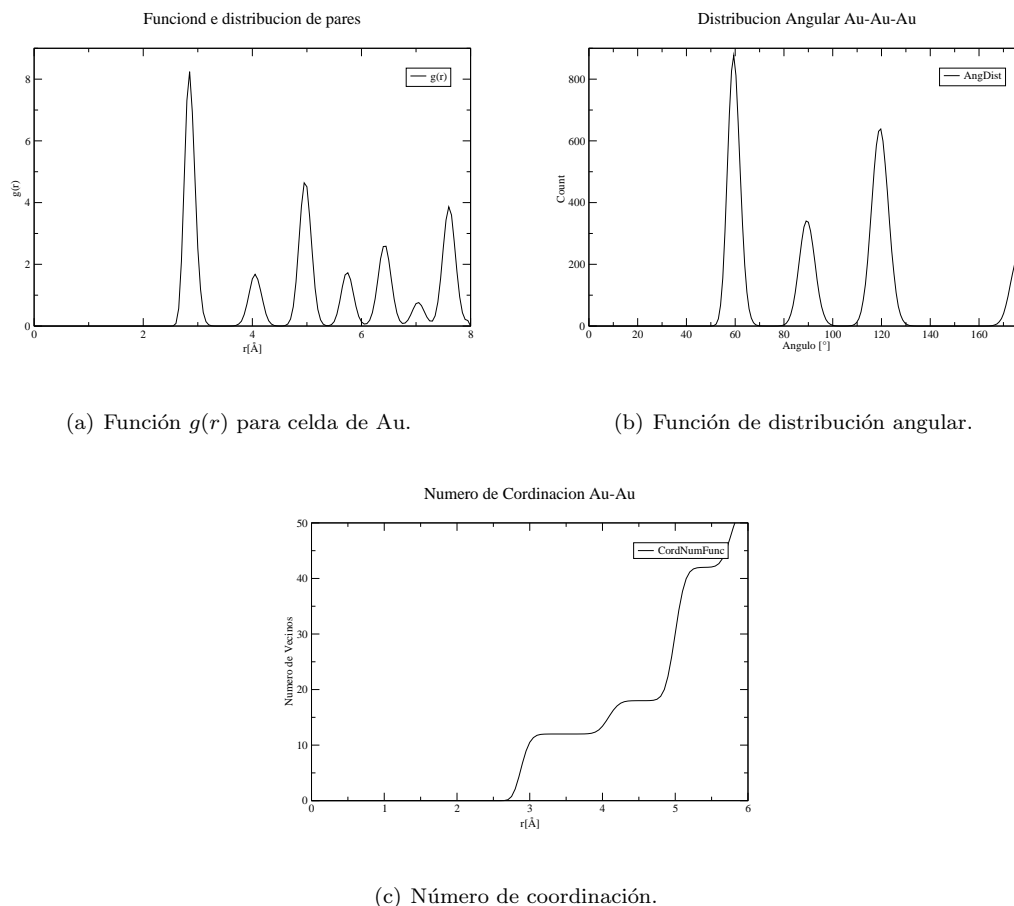 Funciond e distribucion de pares
g(r)
8
6
4
2
0
g(r)
0 2 4 6 8
r[Å]
Distribucion Angular Au-Au-Au
AngDist
800
600
400
200
0
Count
0 20 40 60 80 100 120 140 160
Angulo [°]
(a) Función g(r) para celda de Au.
(b) Función de distribución angular.
Numero de Cordinacion Au-Au
CordNumFunc
50
40
30
20
10
0
Numero de Vecinos
0 1 2 3 4 5 6
r[Å]
(c) Número de coordinación.